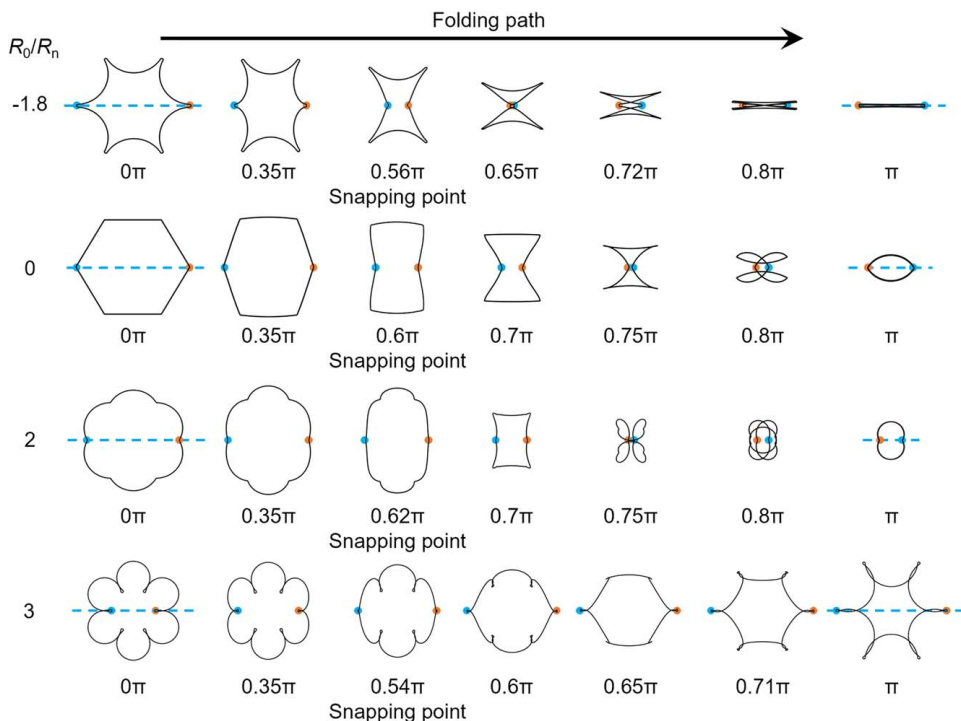 Folding path
R0/Rn
-1.8
0π 0.35π 0.56π 0.65π 0.72π 0.8π π
Snapping point
0
0π 0.35π 0.6π 0.7π 0.75π 0.8π π
Snapping point
2
0π 0.35π 0.62π 0.7π 0.75π 0.8π π
Snapping point
3
0π 0.35π 0.54π 0.6π 0.65π 0.71π π
Snapping point